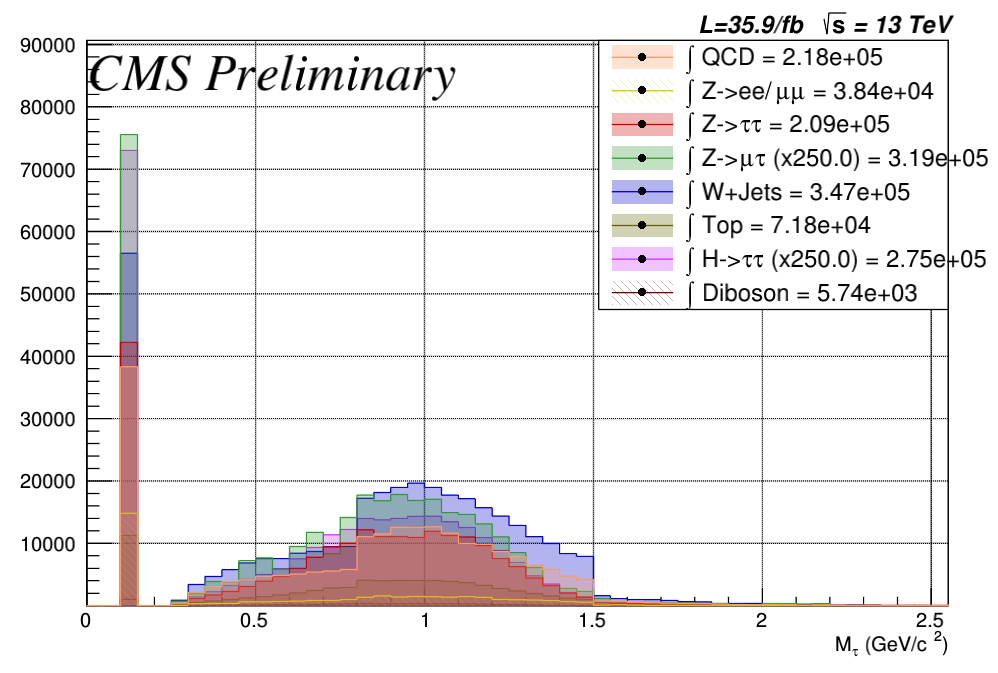 L=35.9/fb √s = 13 TeV
CMS Preliminary
∫ QCD = 2.18e+05
∫ Z->ee/μμ = 3.84e+04
∫ Z->ττ = 2.09e+05
∫ Z->μτ (x250.0) = 3.19e+05
∫ W+Jets = 3.47e+05
∫ Top = 7.18e+04
∫ H->ττ (x250.0) = 2.75e+05
∫ Diboson = 5.74e+03
90000
80000
70000
60000
50000
40000
30000
20000
10000
0 0.5 1 1.5 2 2.5
M_τ (GeV/c ²)